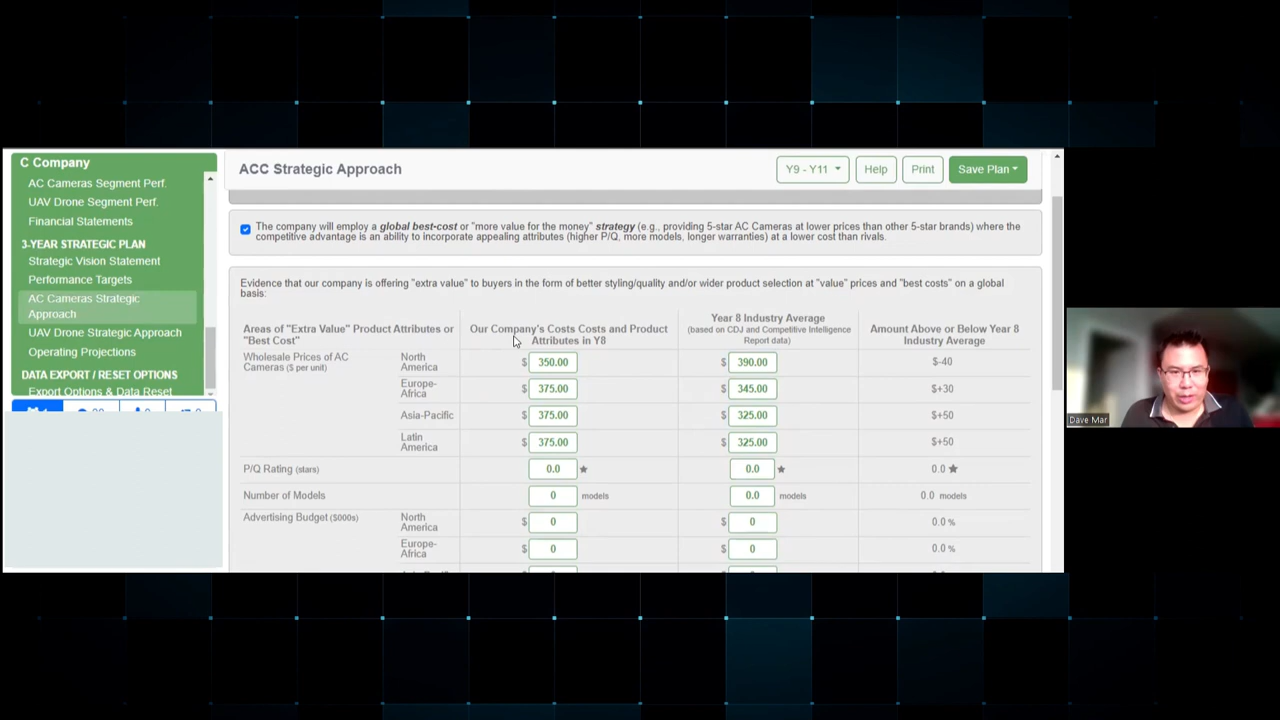 C Company
AC Cameras Segment Perf.
UAV Drone Segment Perf.
Financial Statements
3-YEAR STRATEGIC PLAN
Strategic Vision Statement
Performance Targets
AC Cameras Strategic
Approach
UAV Drone Strategic Approach
Operating Projections
DATA EXPORT / RESET OPTIONS
Export Options & Data Reset
ACC Strategic Approach
Y9 - Y11
Help
Print
Save Plan
The company will employ a global best-cost or "more value for the money" strategy (e.g., providing 5-star AC Cameras at lower prices than other 5-star brands) where the
competitive advantage is an ability to incorporate appealing attributes (higher P/Q, more models, longer warranties) at a lower cost than rivals.
Evidence that our company is offering "extra value" to buyers in the form of better styling/quality and/or wider product selection at "value" prices and "best costs" on a global
basis:
Areas of "Extra Value" Product Attributes or
"Best Cost"
Our Company's Costs Costs and Product
Attributes in Y8
Year 8 Industry Average
(based on CDJ and Competitive Intelligence
Report data)
Amount Above or Below Year 8
Industry Average
Wholesale Prices of AC
Cameras ($ per unit)
North
America
$ 350.00
$ 390.00
$-40
Europe-
Africa
$ 375.00
$ 345.00
$+30
Asia-Pacific
$ 375.00
$ 325.00
$+50
Latin
America
$ 375.00
$ 325.00
$+50
P/Q Rating (stars)
0.0 ★
0.0 ★
0.0 ★
Number of Models
0 models
0.0 models
0.0 models
Advertising Budget ($000s)
North
America
$ 0
$ 0
0.0 %
Europe-
Africa
$ 0
$ 0
0.0 %
Dave Mar